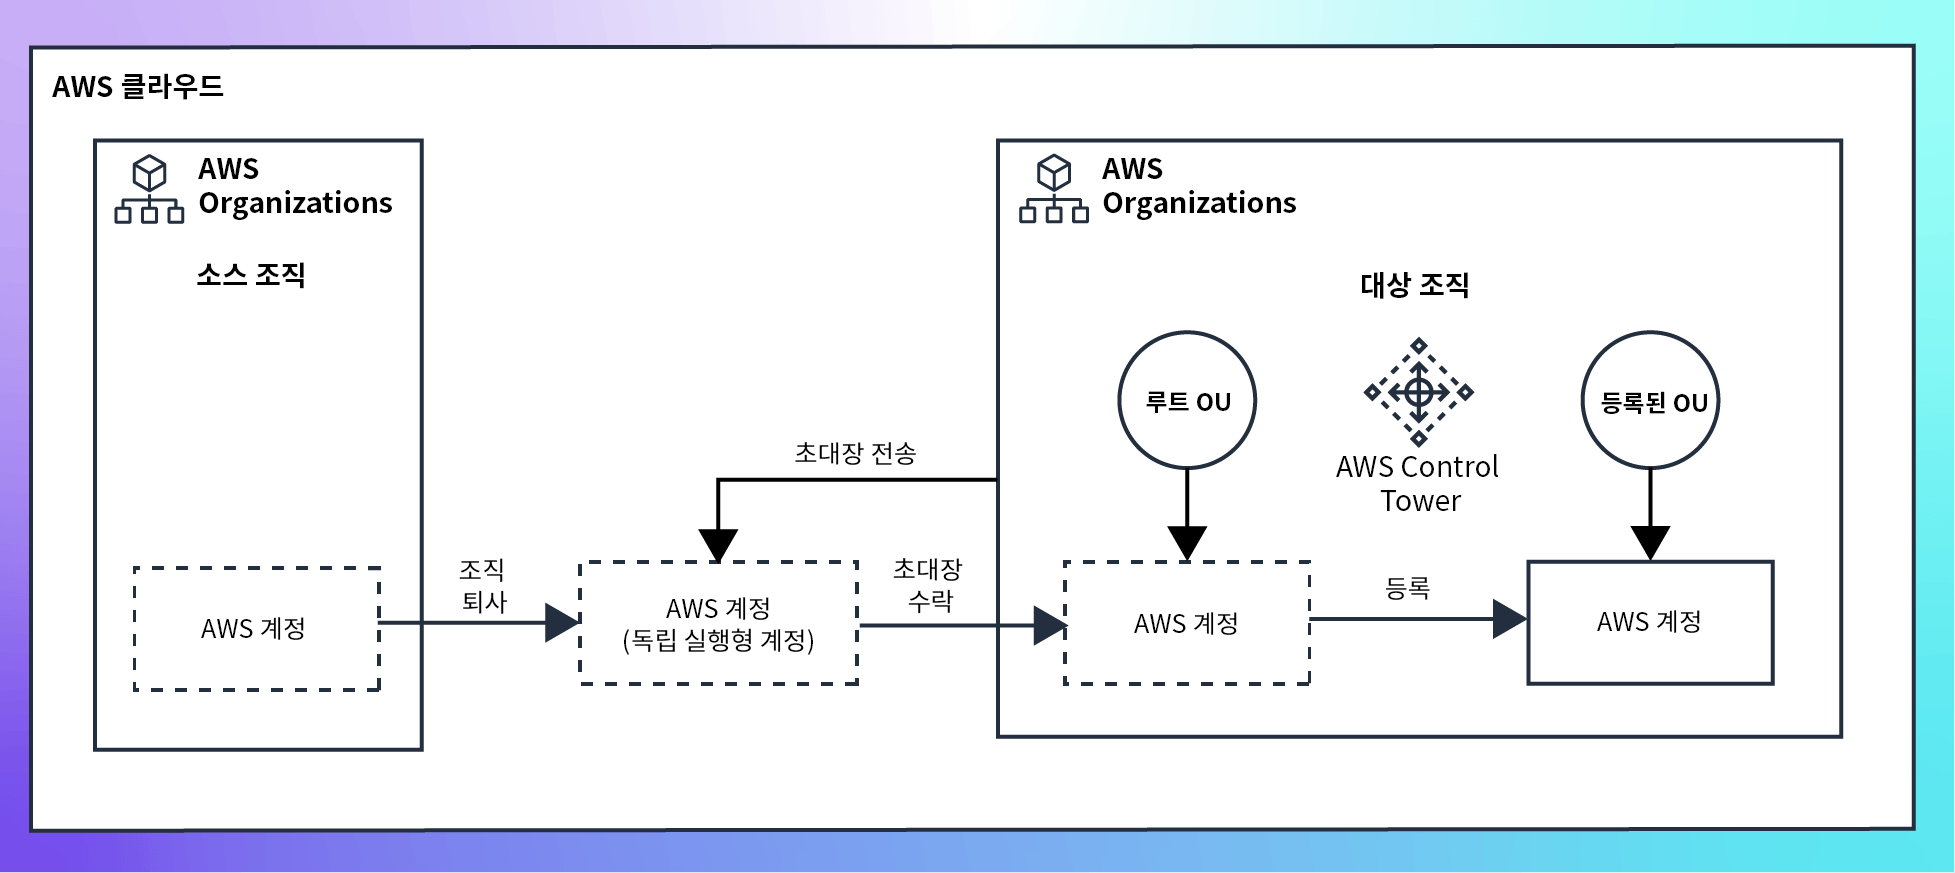 AWS 클라우드
AWS
Organizations
소스 조직
AWS 계정
조직
퇴사
AWS 계정
(독립 실행형 계정)
초대장 전송
초대장
수락
AWS
Organizations
대상 조직
루트 OU
AWS Control
Tower
등록된 OU
AWS 계정
등록
AWS 계정